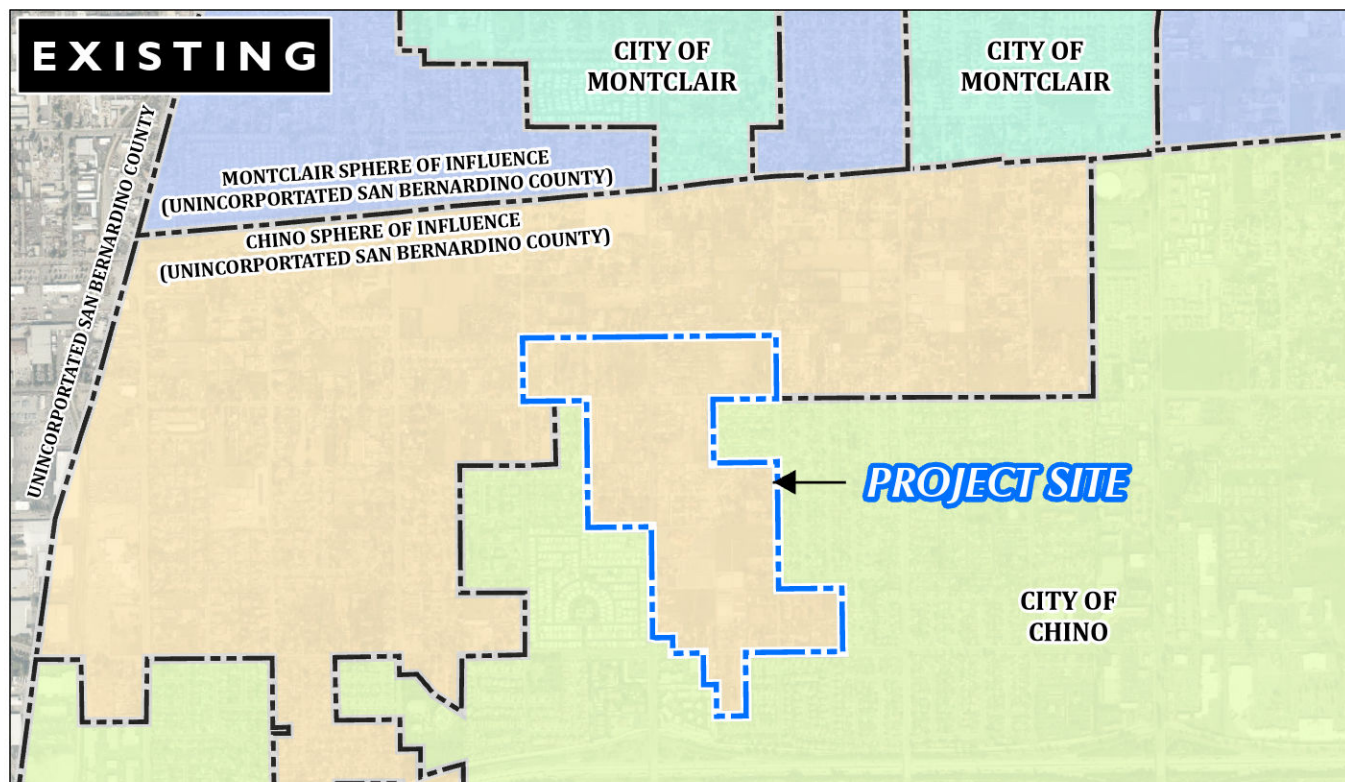 EXISTING
CITY OF
MONTCLAIR
CITY OF
MONTCLAIR
MONTCLAIR SPHERE OF INFLUENCE
(UNINCORPORTATED SAN BERNARDINO COUNTY)
CHINO SPHERE OF INFLUENCE
(UNINCORPORTATED SAN BERNARDINO COUNTY)
UNINCORPORTATED SAN BERNARDINO COUNTY
PROJECT SITE
CITY OF
CHINO